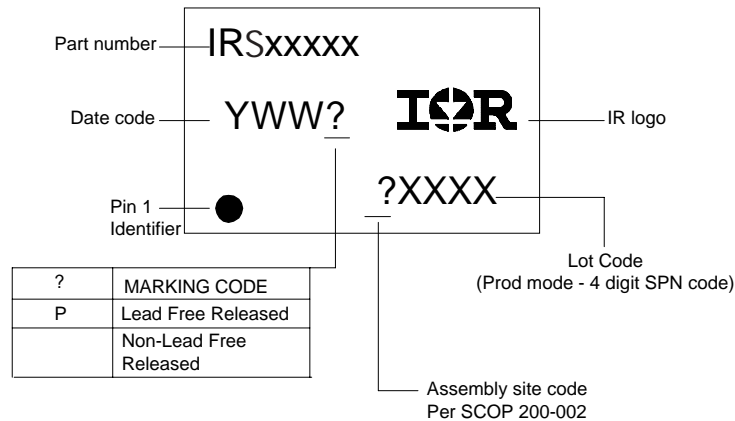 Part number
IRSxxxxx
Date code
YWW?
IOR
IR logo
?XXXX
Pin 1
Identifier
Lot Code
(Prod mode - 4 digit SPN code)
? MARKING CODE
P Lead Free Released
Non-Lead Free
Released
Assembly site code
Per SCOP 200-002